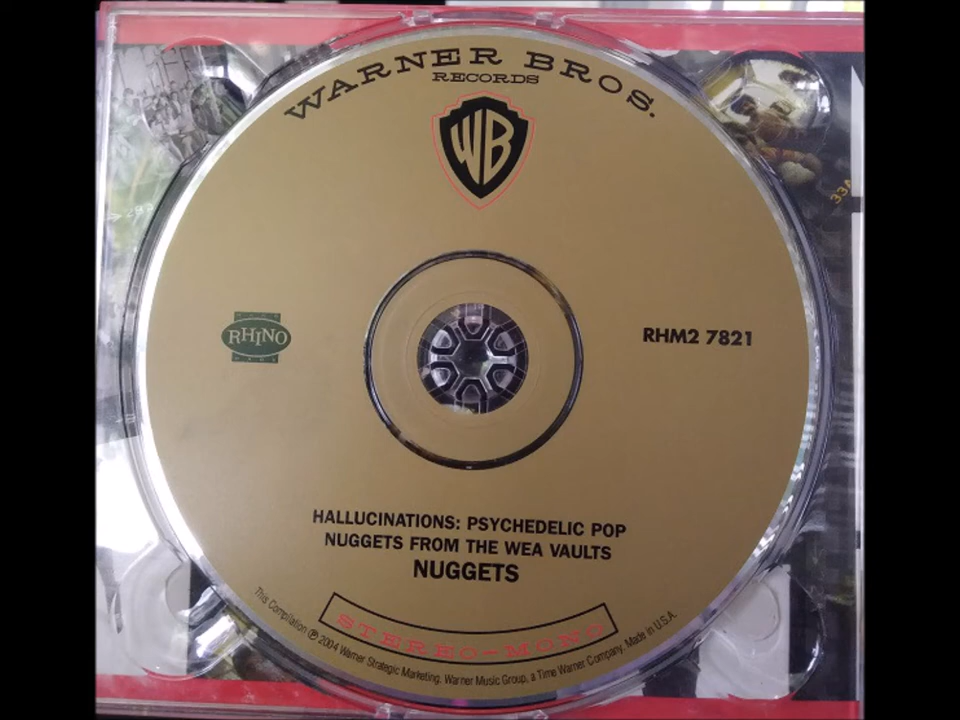 WARNER BROS.
RECORDS
WB
RHINO
RHM2 7821
HALLUCINATIONS: PSYCHEDELIC POP
NUGGETS FROM THE WEA VAULTS
NUGGETS
STEREO-MONO
This Compilation ℗ 2004 Warner Strategic Marketing. Warner Music Group, a Time Warner Company. Made in U.S.A.
33A